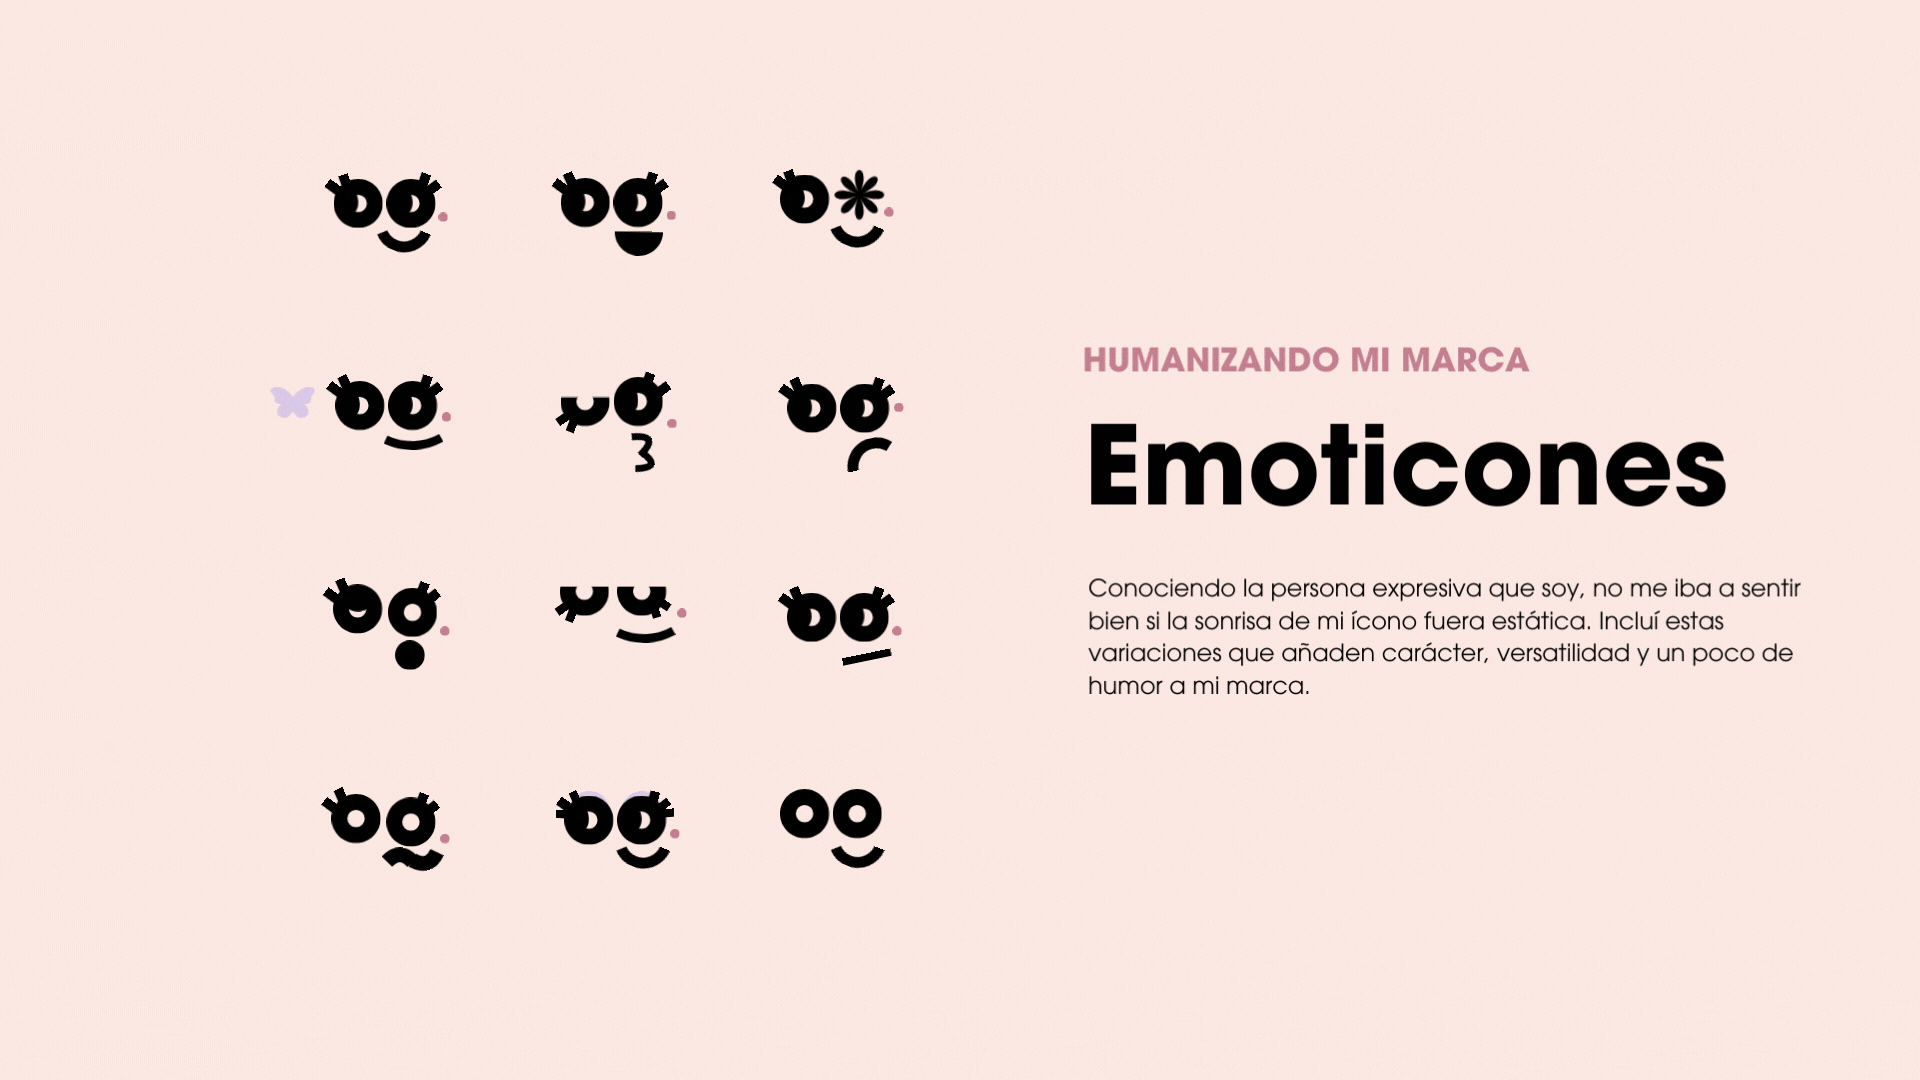 HUMANIZANDO MI MARCA
Emoticones
Conociendo la persona expresiva que soy, no me iba a sentir
bien si la sonrisa de mi ícono fuera estática. Incluí estas
variaciones que añaden carácter, versatilidad y un poco de
humor a mi marca.